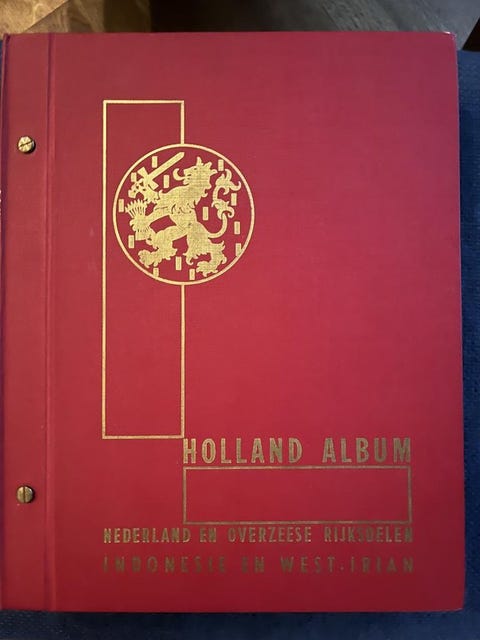 HOLLAND ALBUM
NEDERLAND EN OVERZEESE RIJKSDELEN
INDONESIE EN WEST-IRIAN